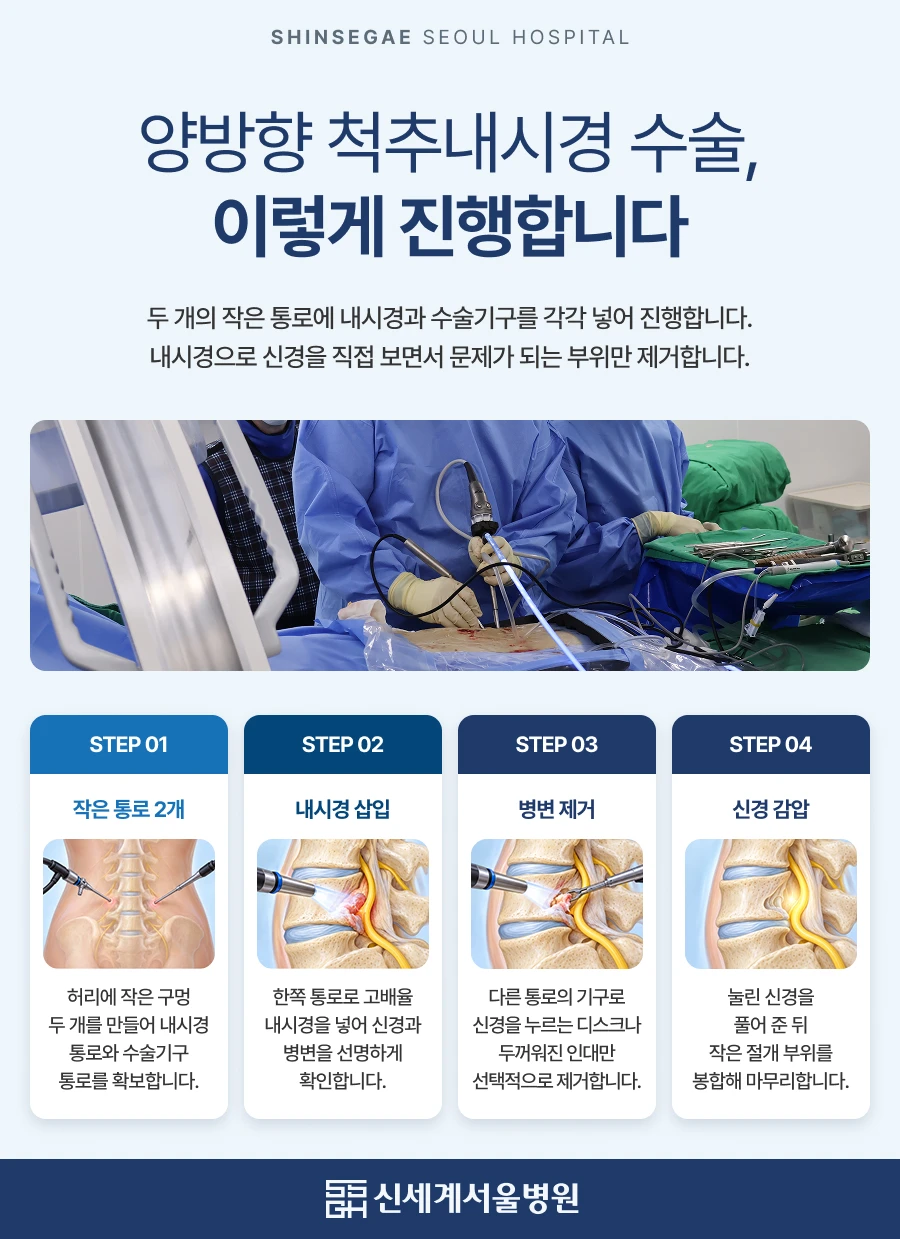 SHINSEGAE SEOUL HOSPITAL
양방향 척추내시경 수술,
이렇게 진행합니다
두 개의 작은 통로에 내시경과 수술기구를 각각 넣어 진행합니다.
내시경으로 신경을 직접 보면서 문제가 되는 부위만 제거합니다.
STEP 01
작은 통로 2개
허리에 작은 구멍
두 개를 만들어 내시경
통로와 수술기구
통로를 확보합니다.
STEP 02
내시경 삽입
한쪽 통로로 고배율
내시경을 넣어 신경과
병변을 선명하게
확인합니다.
STEP 03
병변 제거
다른 통로의 기구로
신경을 누르는 디스크나
두꺼워진 인대만
선택적으로 제거합니다.
STEP 04
신경 감압
눌린 신경을
풀어 준 뒤
작은 절개 부위를
봉합해 마무리합니다.
SSGH 신세계서울병원